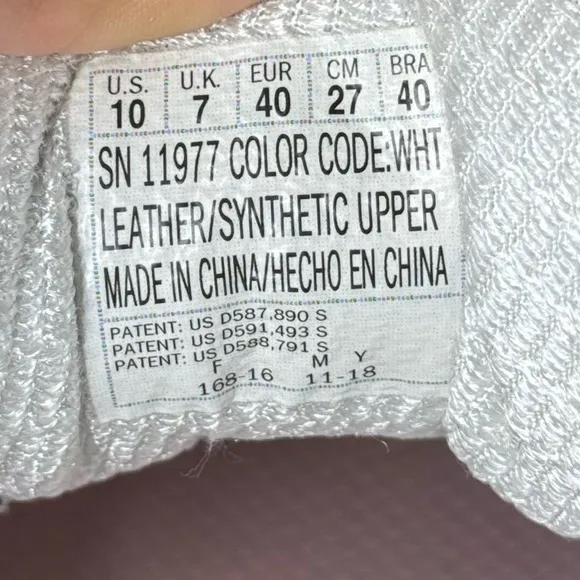 U.S. U.K. EUR CM BRA
10 7 40 27 40
SN 11977 COLOR CODE:WHT
LEATHER/SYNTHETIC UPPER
MADE IN CHINA/HECHO EN CHINA
PATENT: US D587,890 S
PATENT: US D591,493 S
PATENT: US D588,791 S
F M Y
168-16 11-18